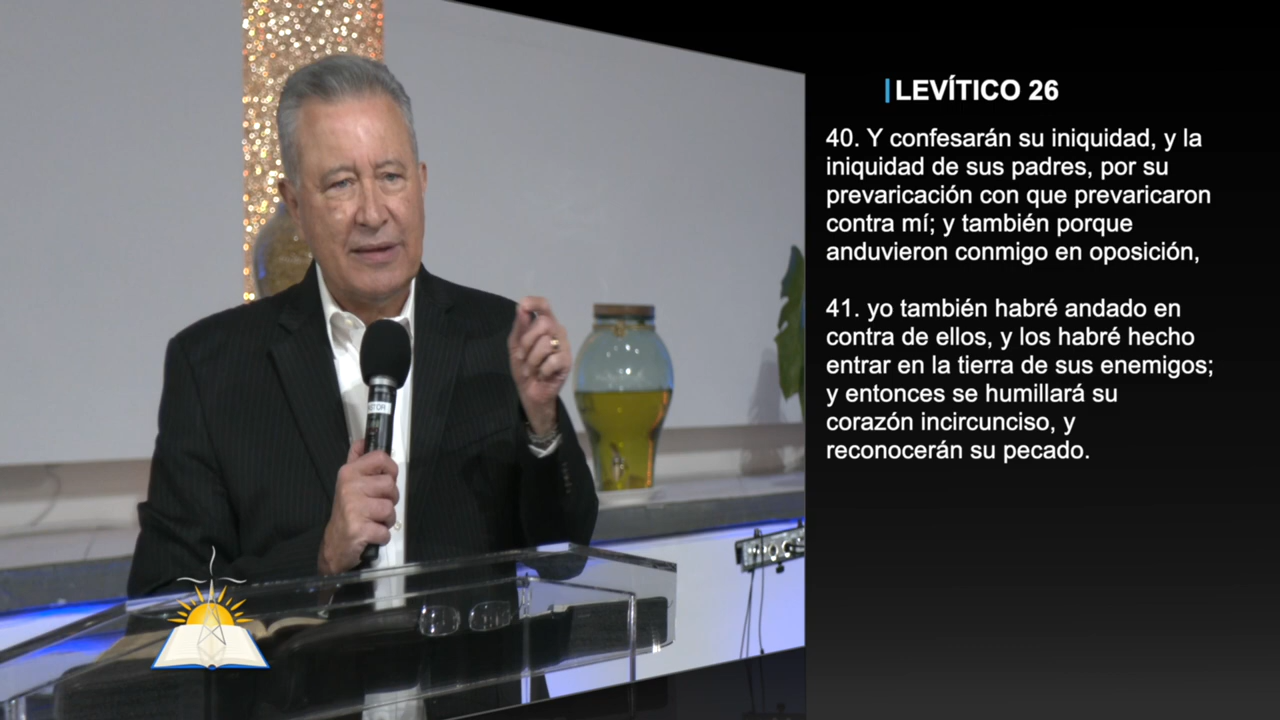 LEVÍTICO 26
40. Y confesarán su iniquidad, y la
iniquidad de sus padres, por su
prevaricación con que prevaricaron
contra mí; y también porque
anduvieron conmigo en oposición,
41. yo también habré andado en
contra de ellos, y los habré hecho
entrar en la tierra de sus enemigos;
y entonces se humillará su
corazón incircunciso, y
reconocerán su pecado.